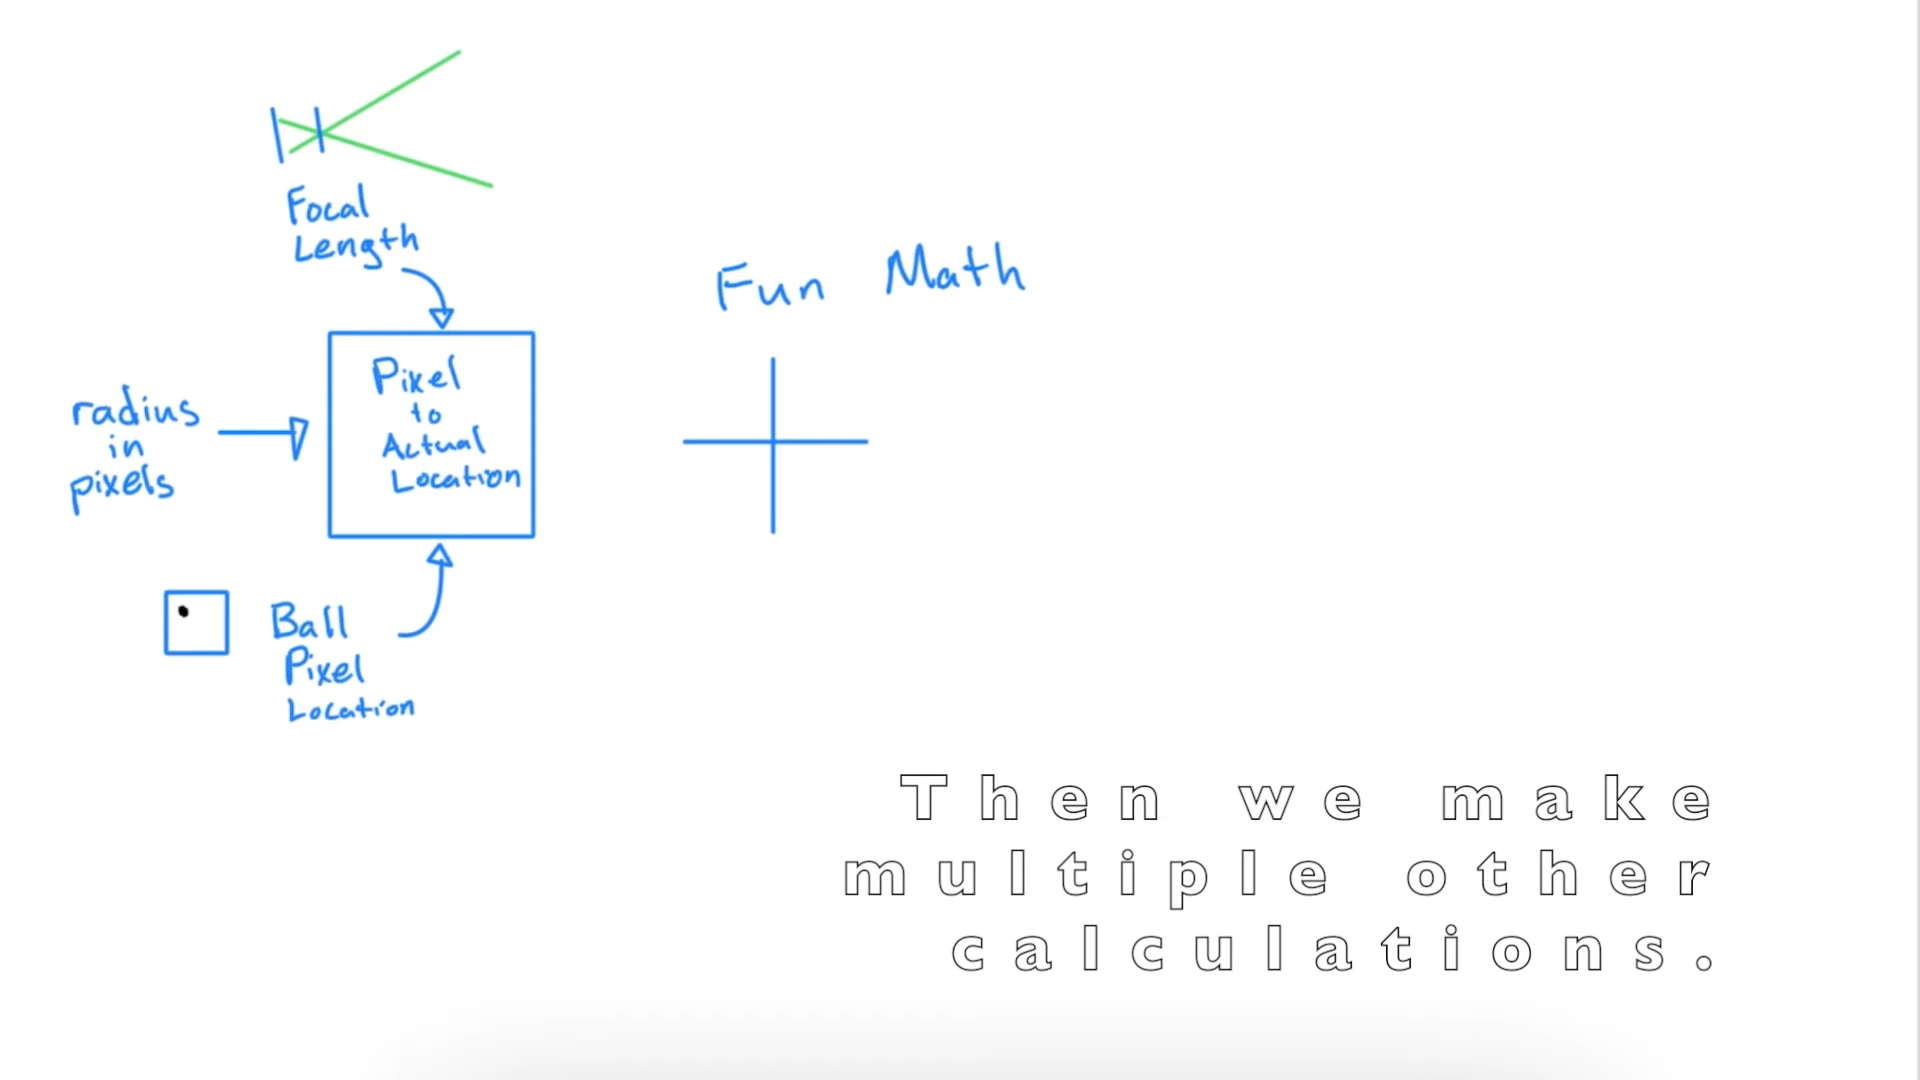 Focal
Length
Fun Math
Pixel
to
Actual
Location
radius
in
pixels
Ball
Pixel
Location
Then we make
multiple other
calculations.